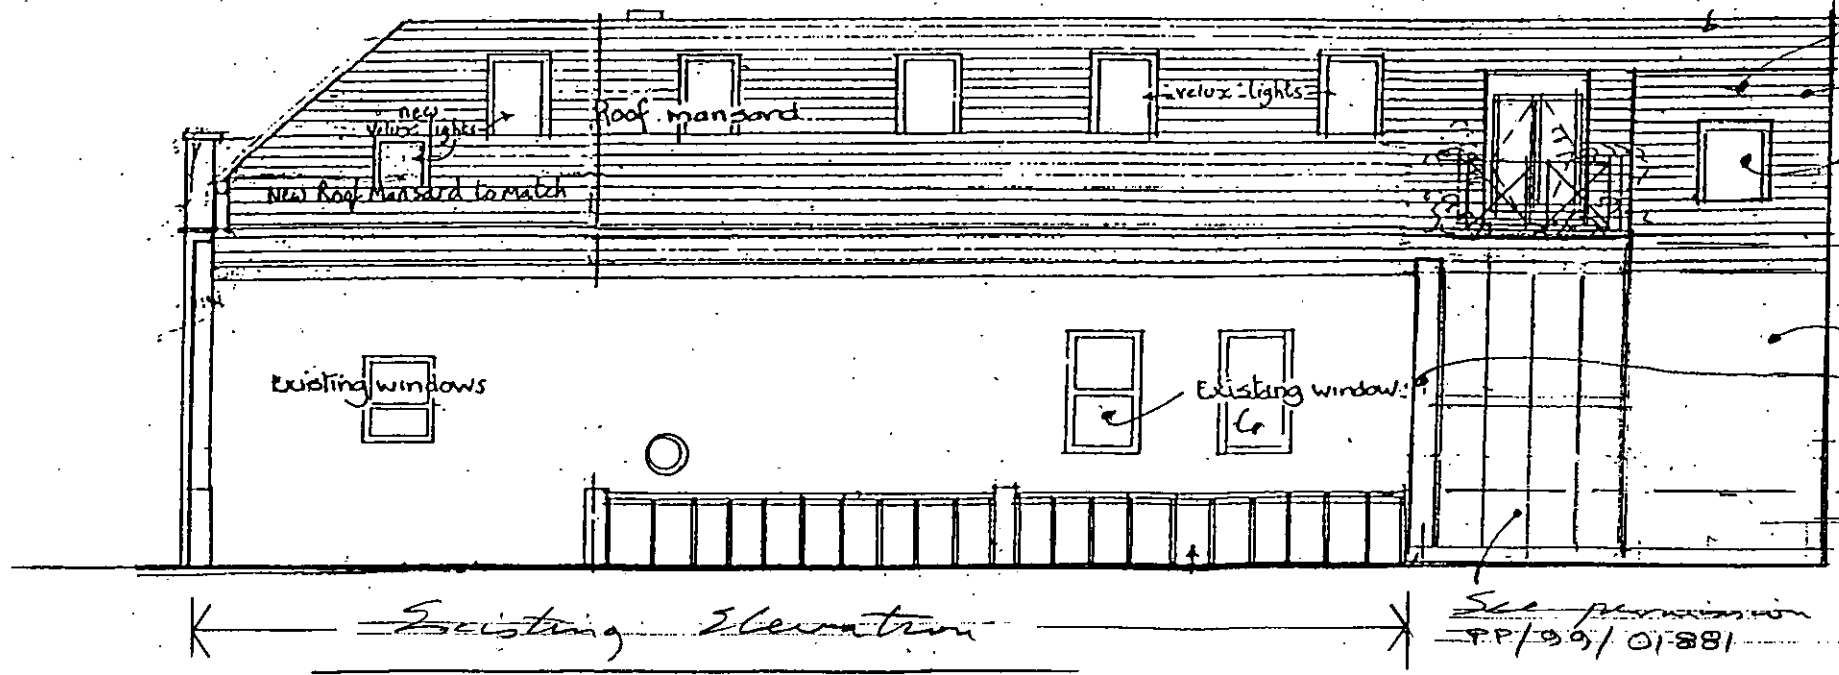 new
velux lights
Roof mansard
velux lights
New Roof Mansard to match
Existing windows
Existing window
Existing Elevation
See permission
PP/99/01881